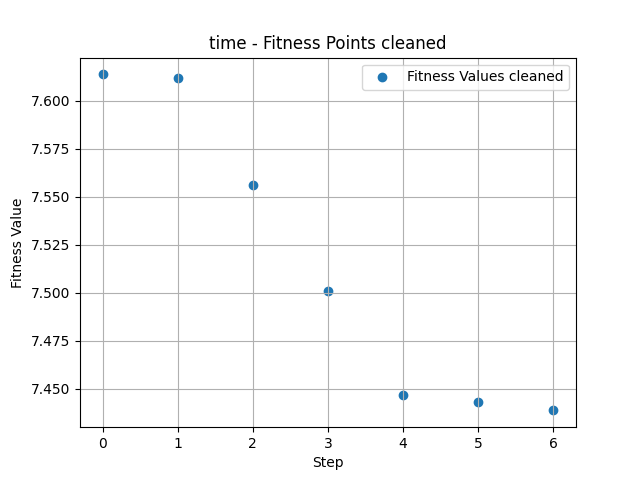 time - Fitness Points cleaned
Fitness Values cleaned
Fitness Value
7.600
7.575
7.550
7.525
7.500
7.475
7.450
0 1 2 3 4 5 6
Step